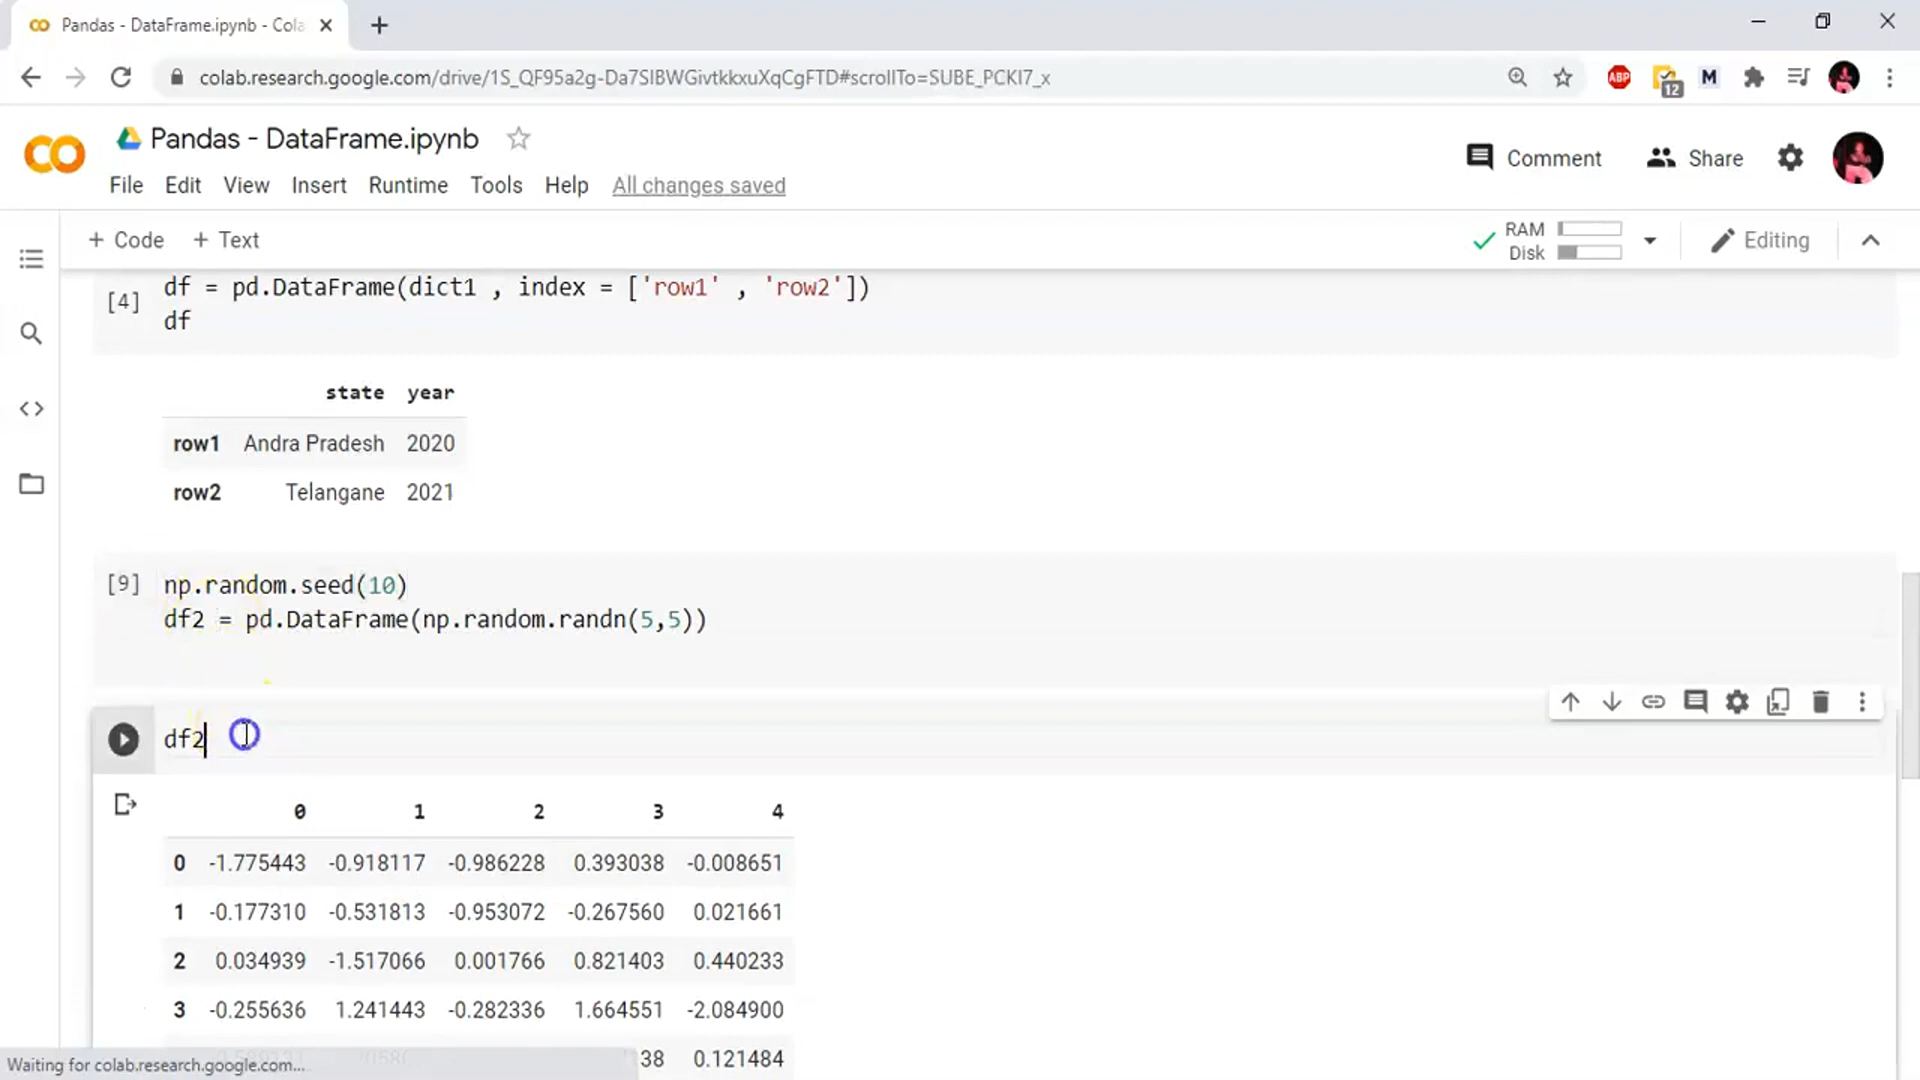 Pandas - DataFrame.ipynb - Cola
colab.research.google.com/drive/1S_QF95a2g-Da7SIBWGivtkkxuXqCgFTD#scrollTo=SUBE_PCKI7_x
ABP
12
M
Pandas - DataFrame.ipynb
Comment
Share
File Edit View Insert Runtime Tools Help All changes saved
+ Code + Text
RAM
Disk
Editing
[4] df = pd.DataFrame(dict1 , index = ['row1' , 'row2'])
df
state year
row1 Andra Pradesh 2020
row2 Telangane 2021
[9] np.random.seed(10)
df2 = pd.DataFrame(np.random.randn(5,5))
df2
0 1 2 3 4
0 -1.775443 -0.918117 -0.986228 0.393038 -0.008651
1 -0.177310 -0.531813 -0.953072 -0.267560 0.021661
2 0.034939 -1.517066 0.001766 0.821403 0.440233
3 -0.255636 1.241443 -0.282336 1.664551 -2.084900
38 0.121484
Waiting for colab.research.google.com...